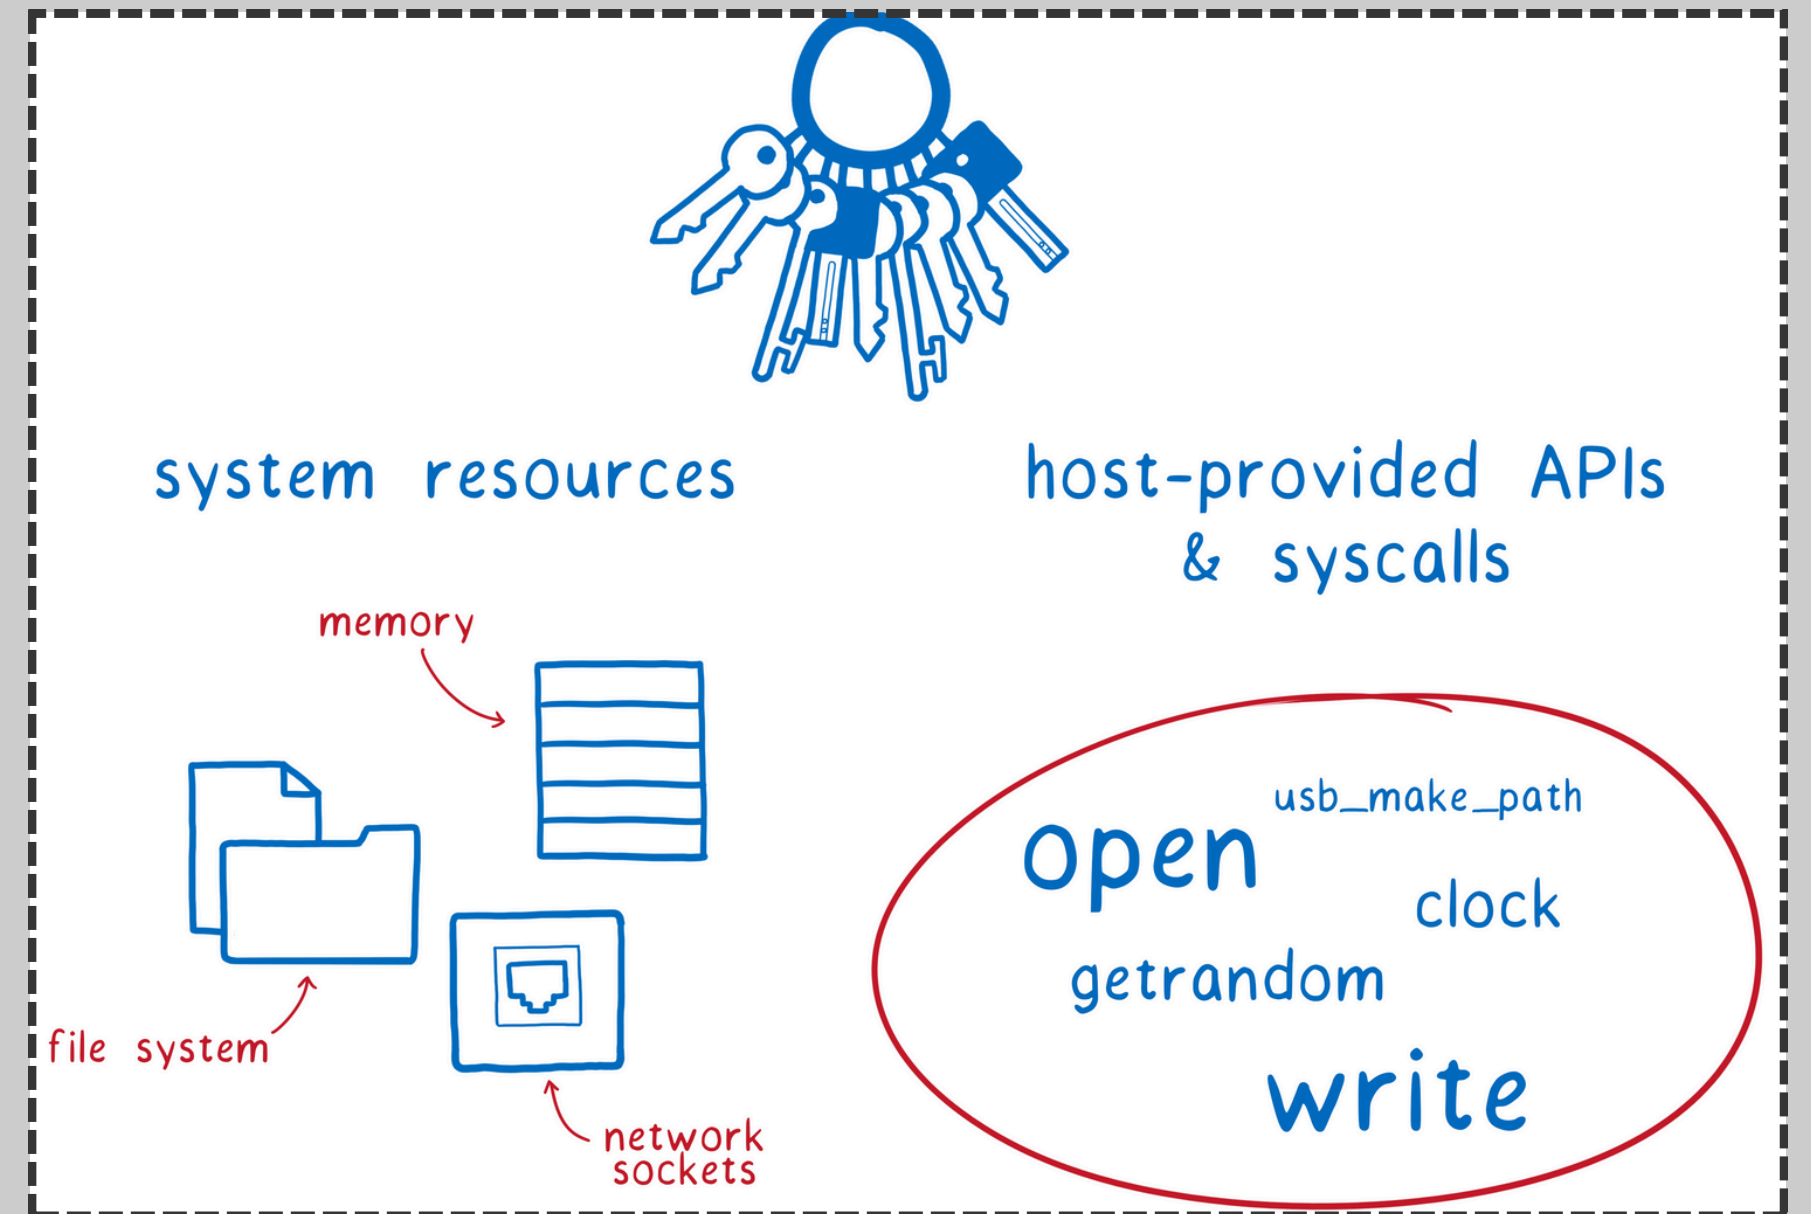 system resources
host-provided APIs
& syscalls
memory
file system
network
sockets
usb_make_path
open
clock
getrandom
write